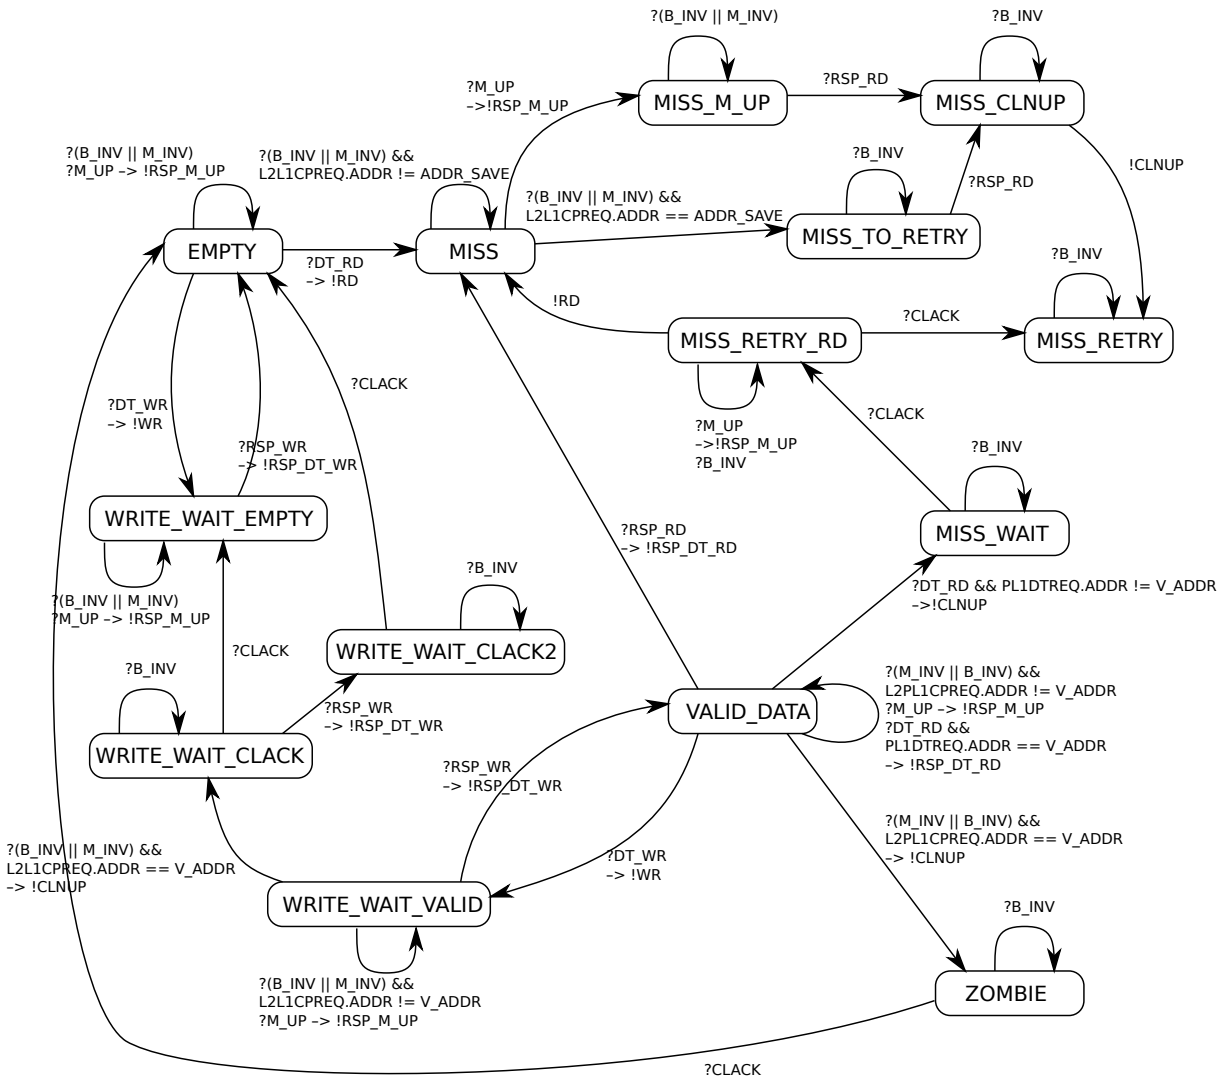 ?(B_INV || M_INV)
?B_INV
?M_UP
–>!RSP_M_UP
MISS_M_UP
?RSP_RD
MISS_CLNUP
?(B_INV || M_INV)
?M_UP –> !RSP_M_UP
?(B_INV || M_INV) &&
L2L1CPREQ.ADDR != ADDR_SAVE
?B_INV
!CLNUP
?RSP_RD
?(B_INV || M_INV) &&
L2L1CPREQ.ADDR == ADDR_SAVE
EMPTY
MISS
MISS_TO_RETRY
?DT_RD
–> !RD
?B_INV
!RD
?CLACK
MISS_RETRY_RD
MISS_RETRY
?CLACK
?DT_WR
–> !WR
?CLACK
?M_UP
–>!RSP_M_UP
?B_INV
?RSP_WR
–> !RSP_DT_WR
?B_INV
WRITE_WAIT_EMPTY
MISS_WAIT
?RSP_RD
–> !RSP_DT_RD
?(B_INV || M_INV)
?M_UP –> !RSP_M_UP
?B_INV
?DT_RD && PL1DTREQ.ADDR != V_ADDR
–>!CLNUP
?CLACK
WRITE_WAIT_CLACK2
?B_INV
?(M_INV || B_INV) &&
L2PL1CPREQ.ADDR != V_ADDR
?M_UP –> !RSP_M_UP
?DT_RD &&
PL1DTREQ.ADDR == V_ADDR
–> !RSP_DT_RD
?RSP_WR
–> !RSP_DT_WR
VALID_DATA
WRITE_WAIT_CLACK
?RSP_WR
–> !RSP_DT_WR
?(M_INV || B_INV) &&
L2PL1CPREQ.ADDR == V_ADDR
–> !CLNUP
?(B_INV || M_INV) &&
L2L1CPREQ.ADDR == V_ADDR
–> !CLNUP
?DT_WR
–> !WR
WRITE_WAIT_VALID
?B_INV
?(B_INV || M_INV) &&
L2L1CPREQ.ADDR != V_ADDR
?M_UP –> !RSP_M_UP
ZOMBIE
?CLACK